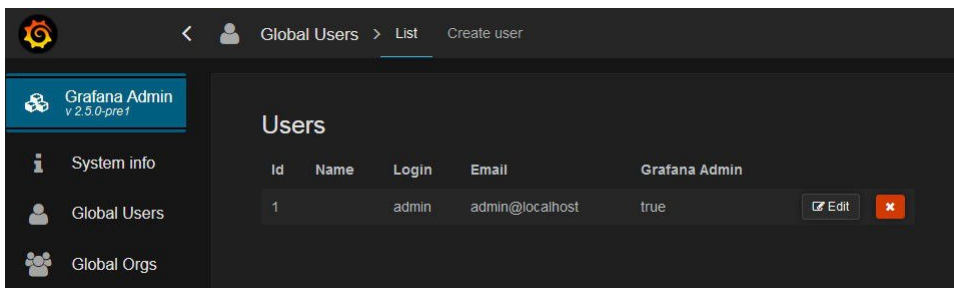 Global Users > List Create user
Grafana Admin
v 2.5.0-pre1
System info
Global Users
Global Orgs
Users
Id Name Login Email Grafana Admin
1 admin admin@localhost true Edit